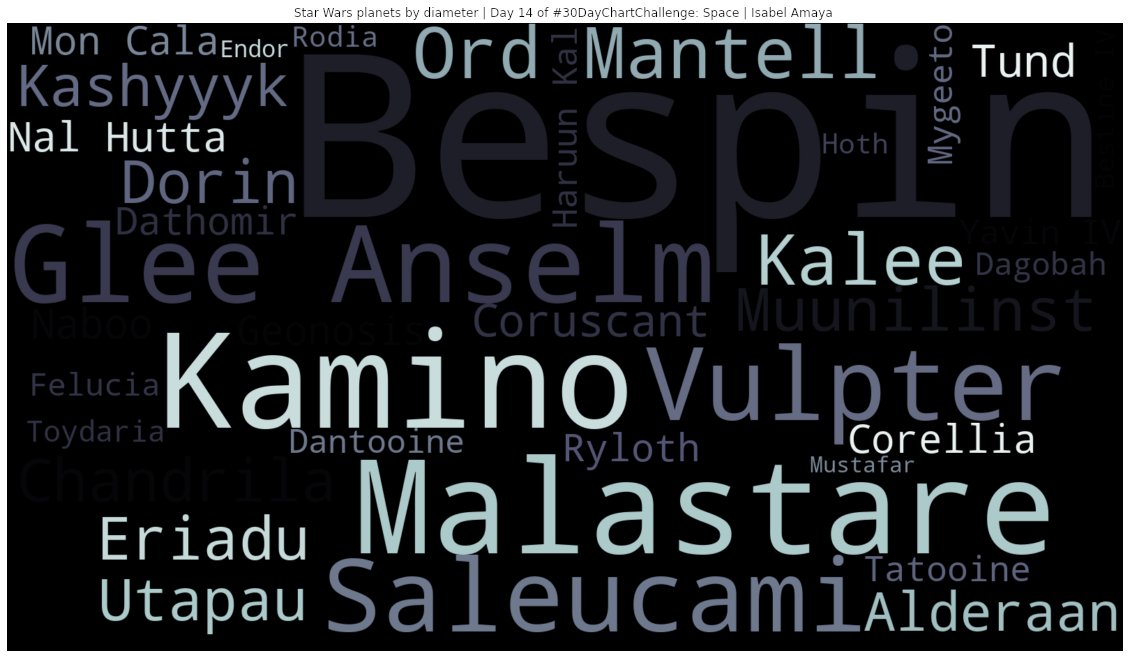 Star Wars planets by diameter | Day 14 of #30DayChartChallenge: Space | Isabel Amaya
Mon Cala
Endor
Rodia
Ord Mantell
Haruun Kal
Bespin
Mygeeto
Tund
Bestine IV
Kashyyyk
Nal Hutta
Hoth
Dorin
Dathomir
Glee Anselm
Kalee
Yavin IV
Dagobah
Naboo
Geonosis
Coruscant
Muunilinst
Kamino
Vulpter
Felucia
Toydaria
Dantooine
Ryloth
Corellia
Mustafar
Chandrila
Malastare
Eriadu
Utapau
Saleucami
Tatooine
Alderaan